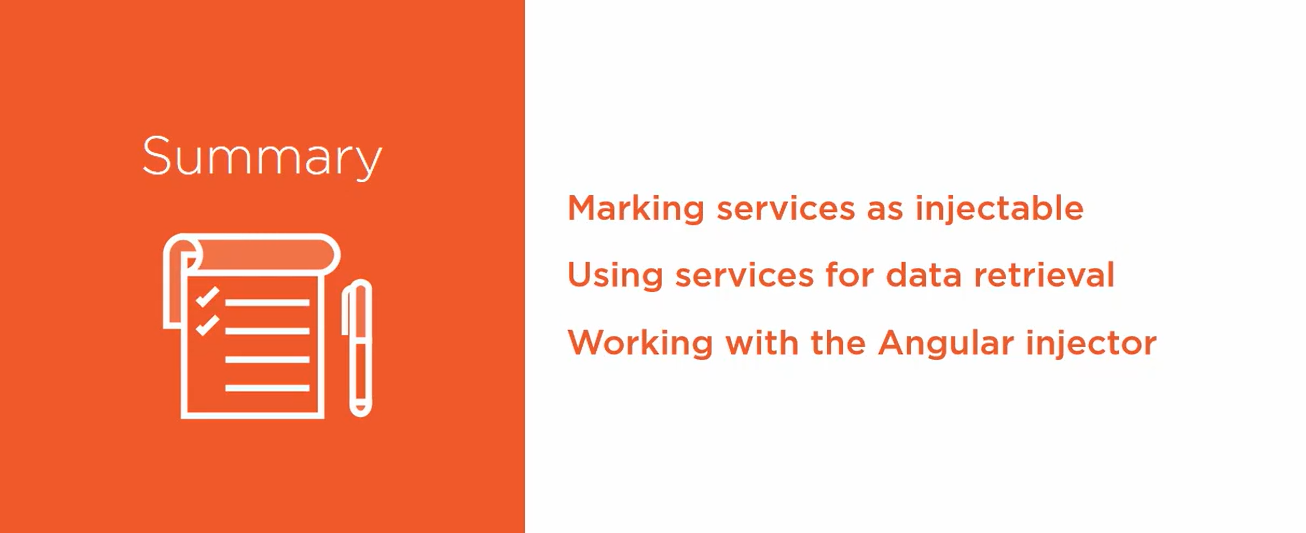 Summary
Marking services as injectable
Using services for data retrieval
Working with the Angular injector